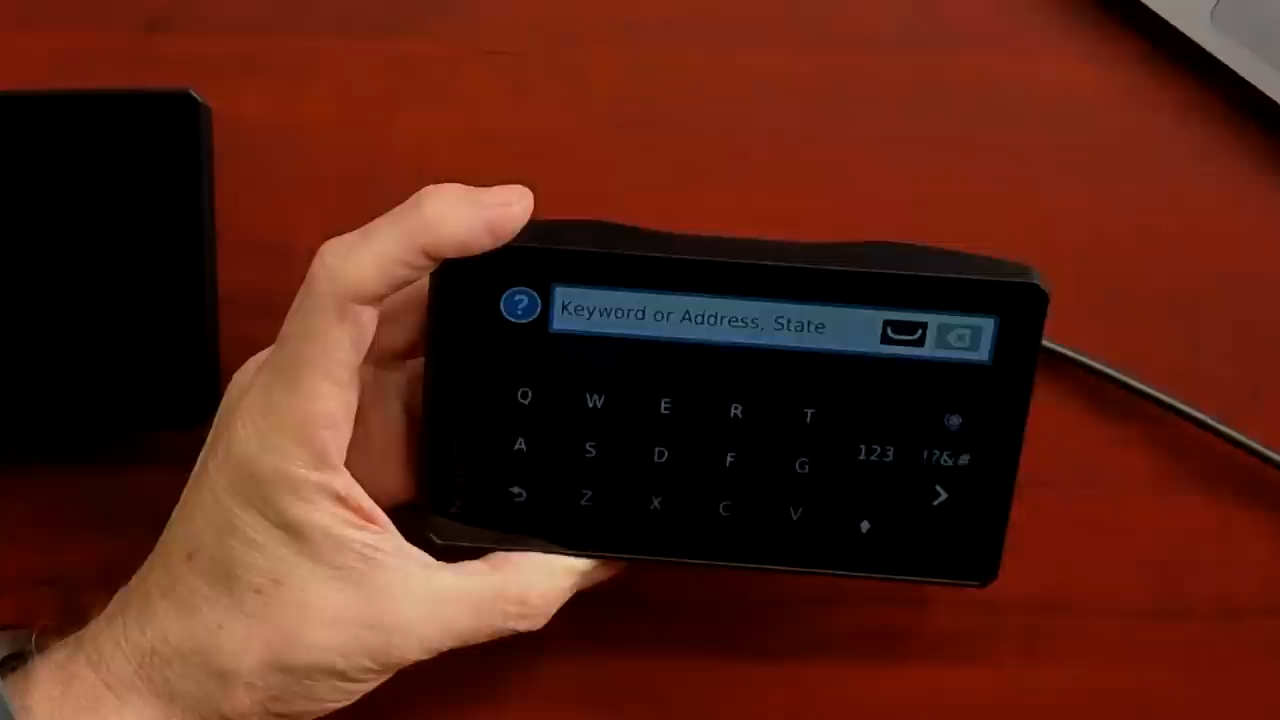 ?
Keyword or Address, State
Q W E R T
A S D F G 123 !?&#
Z X C V